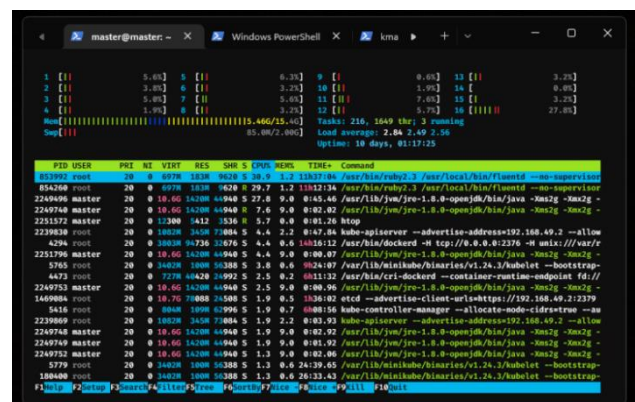 master@master: ~ × Windows PowerShell × kma
1 [|| 5.6%] 5 [|| 6.3%] 9 [| 0.6%] 13 [|| 3.2%]
2 [|| 3.8%] 6 [|| 3.2%] 10 [|| 1.9%] 14 [ 0.0%]
3 [|| 5.0%] 7 [|| 5.6%] 11 [||| 7.6%] 15 [| 3.2%]
4 [|| 1.9%] 8 [|| 3.2%] 12 [|| 5.7%] 16 [||||| 27.8%]
Mem[ 5.46G/15.4G] Tasks: 216, 1649 thr; 3 running
Swp[||| 85.0M/2.00G] Load average: 2.84 2.49 2.56
Uptime: 10 days, 01:17:25
PID USER PRI NI VIRT RES SHR S CPU% MEM% TIME+ Command
853992 root 20 0 697M 183M 9620 S 30.9 1.2 11h37:04 /usr/bin/ruby2.3 /usr/local/bin/fluentd --no-supervisor
854260 root 20 0 697M 183M 9620 R 29.7 1.2 11h12:34 /usr/bin/ruby2.3 /usr/local/bin/fluentd --no-supervisor
2249496 master 20 0 10.6G 1420M 44940 S 27.8 9.0 0:45.46 /usr/lib/jvm/jre-1.8.0-openjdk/bin/java -Xms2g -Xmx2g -
2249740 master 20 0 10.6G 1420M 44940 R 7.6 9.0 0:02.02 /usr/lib/jvm/jre-1.8.0-openjdk/bin/java -Xms2g -Xmx2g -
2251572 master 20 0 12300 5412 3536 R 5.7 0.0 0:01.26 htop
2239830 root 20 0 1082M 345M 73084 S 4.4 2.2 0:47.84 kube-apiserver --advertise-address=192.168.49.2 --allow
4294 root 20 0 3803M 94736 32676 S 4.4 0.6 14h16:12 /usr/bin/dockerd -H tcp://0.0.0.0:2376 -H unix:///var/r
2251796 master 20 0 10.6G 1420M 44940 S 4.4 9.0 0:00.07 /usr/lib/jvm/jre-1.8.0-openjdk/bin/java -Xms2g -Xmx2g -
5765 root 20 0 3402M 100M 56388 S 3.8 0.6 9h24:07 /var/lib/minikube/binaries/v1.24.3/kubelet --bootstrap-
4473 root 20 0 727M 40420 24992 S 2.5 0.2 6h11:32 /usr/bin/cri-dockerd --container-runtime-endpoint fd://
2249753 master 20 0 10.6G 1420M 44940 S 2.5 9.0 0:00.96 /usr/lib/jvm/jre-1.8.0-openjdk/bin/java -Xms2g -Xmx2g -
1469084 root 20 0 10.7G 78088 24508 S 1.9 0.5 1h36:02 etcd --advertise-client-urls=https://192.168.49.2:2379
5416 root 20 0 804M 109M 62996 S 1.9 0.7 6h08:56 kube-controller-manager --allocate-node-cidrs=true --au
2239869 root 20 0 1082M 345M 73084 S 1.9 2.2 0:03.93 kube-apiserver --advertise-address=192.168.49.2 --allow
2249748 master 20 0 10.6G 1420M 44940 S 1.9 9.0 0:02.92 /usr/lib/jvm/jre-1.8.0-openjdk/bin/java -Xms2g -Xmx2g -
2249749 master 20 0 10.6G 1420M 44940 S 1.3 9.0 0:01.92 /usr/lib/jvm/jre-1.8.0-openjdk/bin/java -Xms2g -Xmx2g -
2249752 master 20 0 10.6G 1420M 44940 S 1.3 9.0 0:02.06 /usr/lib/jvm/jre-1.8.0-openjdk/bin/java -Xms2g -Xmx2g -
5779 root 20 0 3402M 100M 56388 S 1.3 0.6 24:39.65 /var/lib/minikube/binaries/v1.24.3/kubelet --bootstrap-
180400 root 20 0 3402M 100M 56388 S 1.3 0.6 26:33.43 /var/lib/minikube/binaries/v1.24.3/kubelet --bootstrap-
F1Help F2Setup F3SearchF4FilterF5Tree F6SortByF7Nice -F8Nice +F9Kill F10Quit